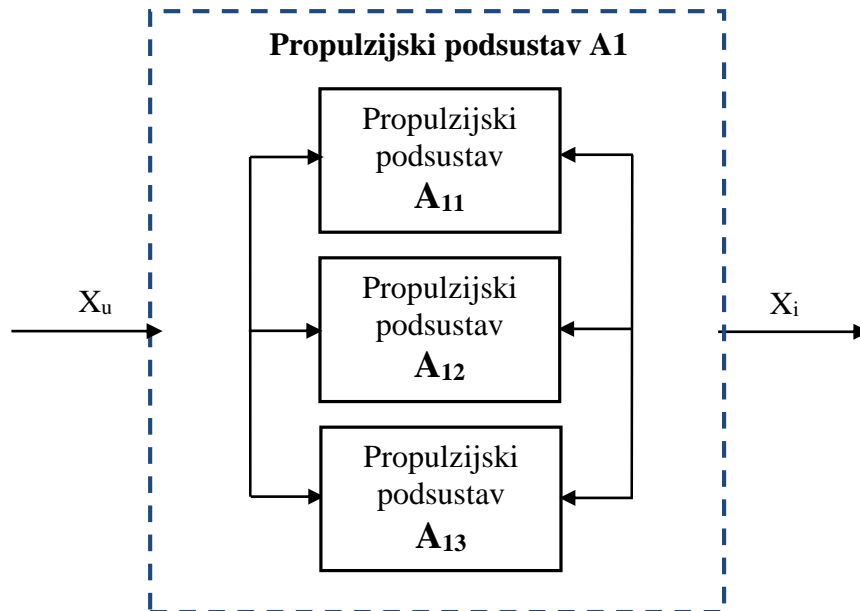 Propulzijski podsustav A1
Propulzijski
podsustav
A11
Xu
Propulzijski
podsustav
A12
Xi
Propulzijski
podsustav
A13